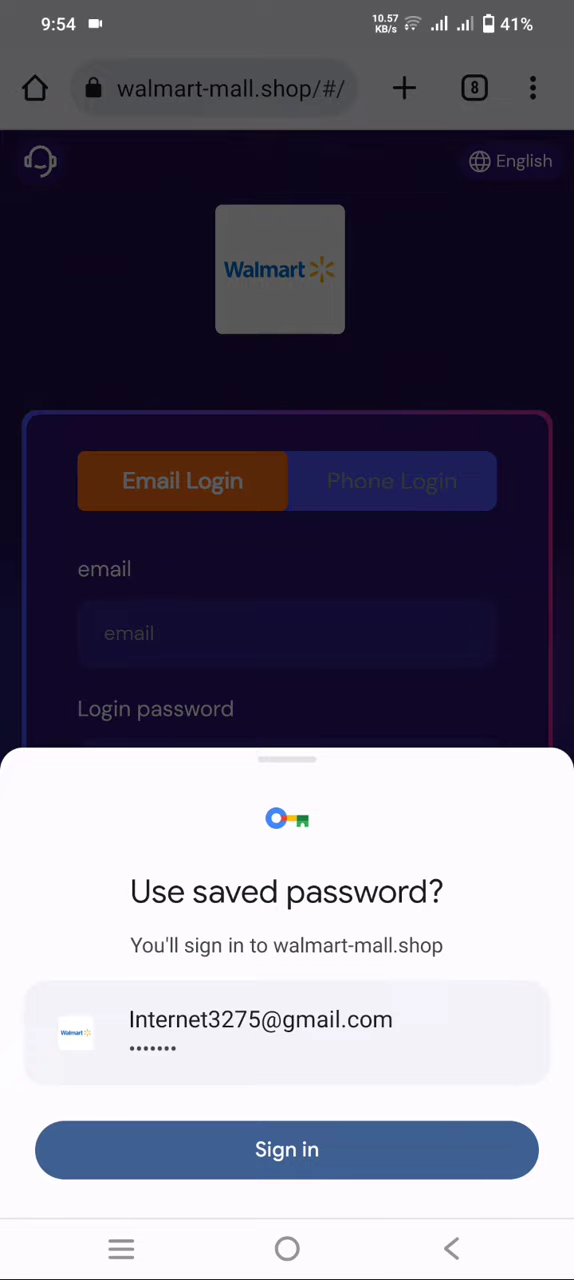 9:54
10.57
KB/s
41%
walmart-mall.shop/#/
8
English
Walmart
Email Login
Phone Login
email
email
Login password
Use saved password?
You'll sign in to walmart-mall.shop
Walmart
Internet3275@gmail.com
•••••••
Sign in